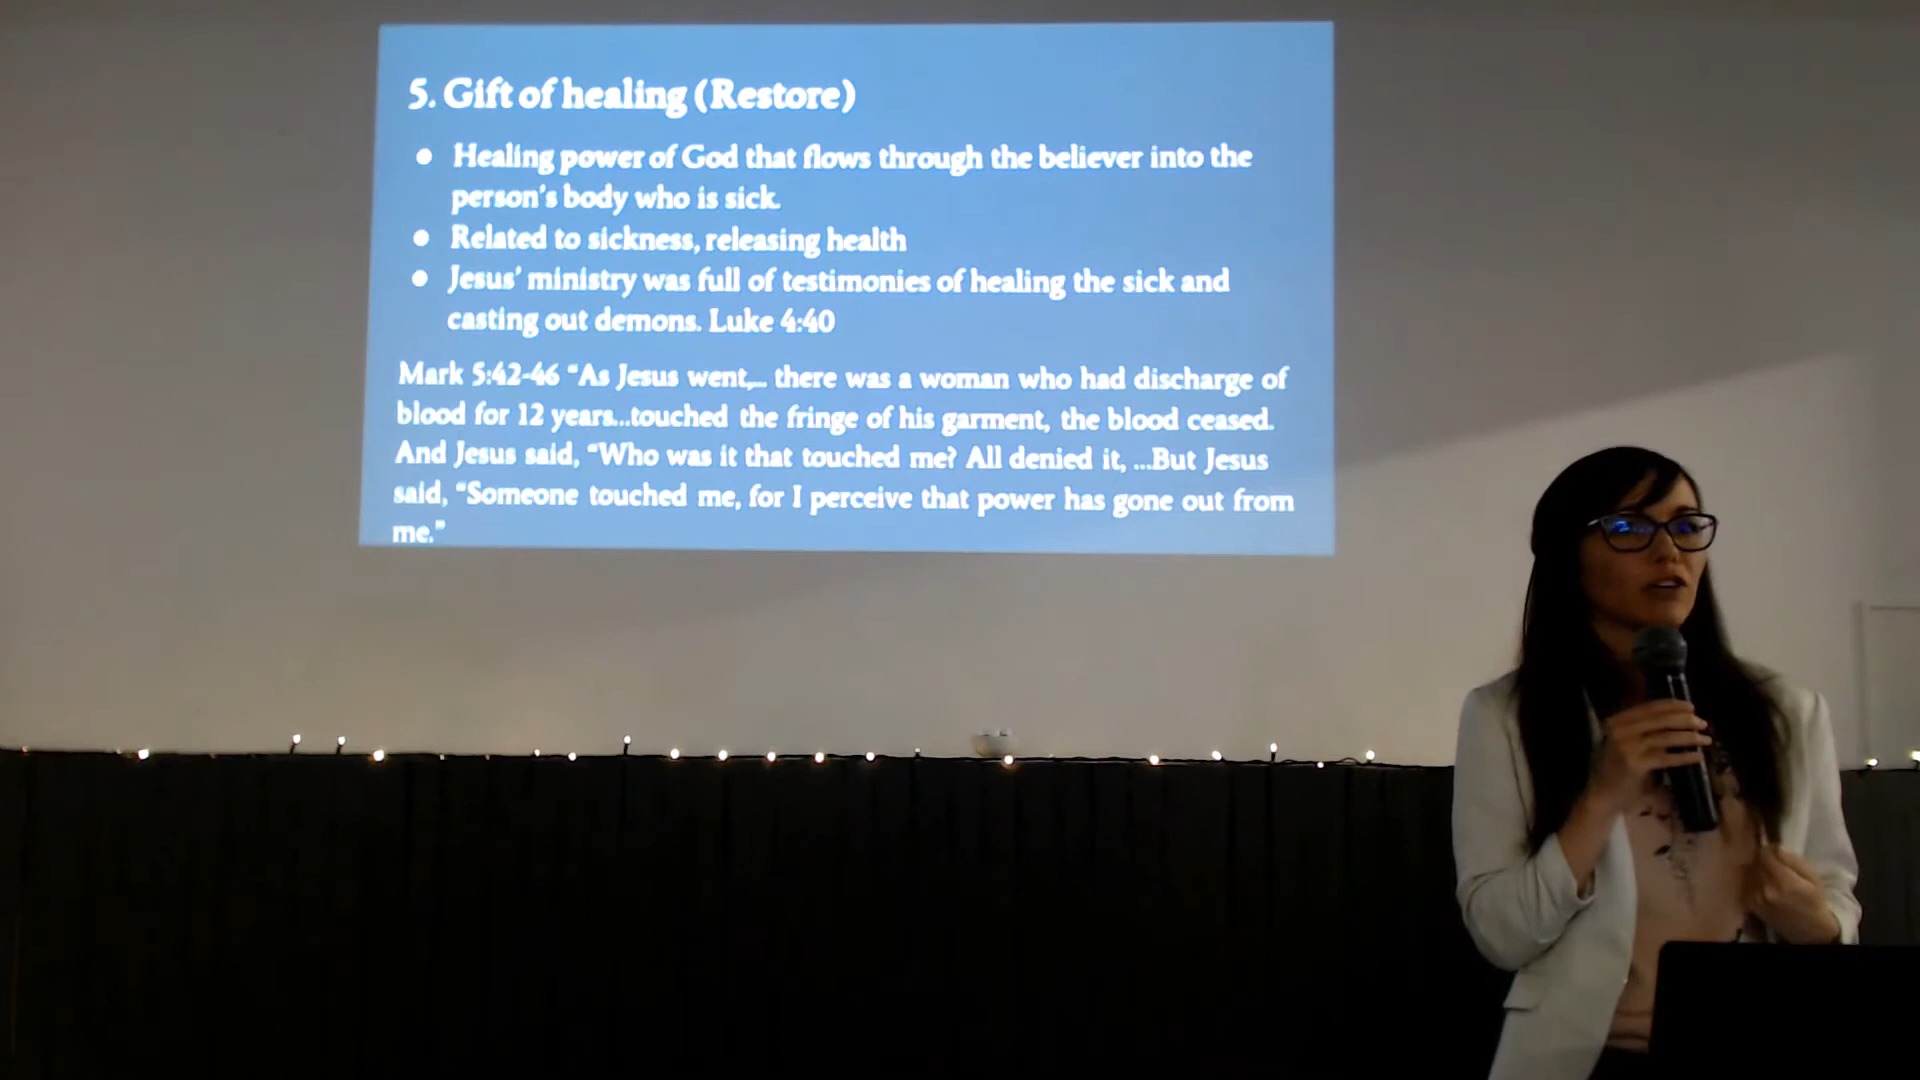 5. Gift of healing (Restore)
● Healing power of God that flows through the believer into the
person's body who is sick.
● Related to sickness, releasing health
● Jesus' ministry was full of testimonies of healing the sick and
casting out demons. Luke 4:40
Mark 5:42-46 “As Jesus went,... there was a woman who had discharge of
blood for 12 years...touched the fringe of his garment, the blood ceased.
And Jesus said, “Who was it that touched me? All denied it, ...But Jesus
said, “Someone touched me, for I perceive that power has gone out from
me.”